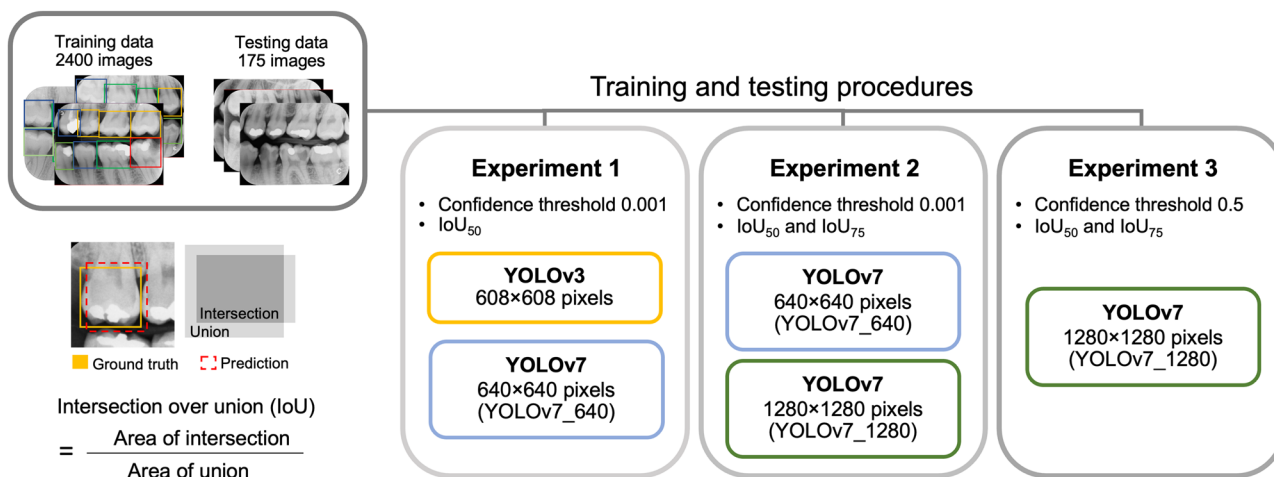 Training data
2400 images
Testing data
175 images
Training and testing procedures
Experiment 1
• Confidence threshold 0.001
• IoU50
YOLOv3
608×608 pixels
YOLOv7
640×640 pixels
(YOLOv7_640)
Experiment 2
• Confidence threshold 0.001
• IoU50 and IoU75
YOLOv7
640×640 pixels
(YOLOv7_640)
YOLOv7
1280×1280 pixels
(YOLOv7_1280)
Experiment 3
• Confidence threshold 0.5
• IoU50 and IoU75
YOLOv7
1280×1280 pixels
(YOLOv7_1280)
Intersection
Union
Ground truth
Prediction
Intersection over union (IoU)
= Area of intersection
Area of union